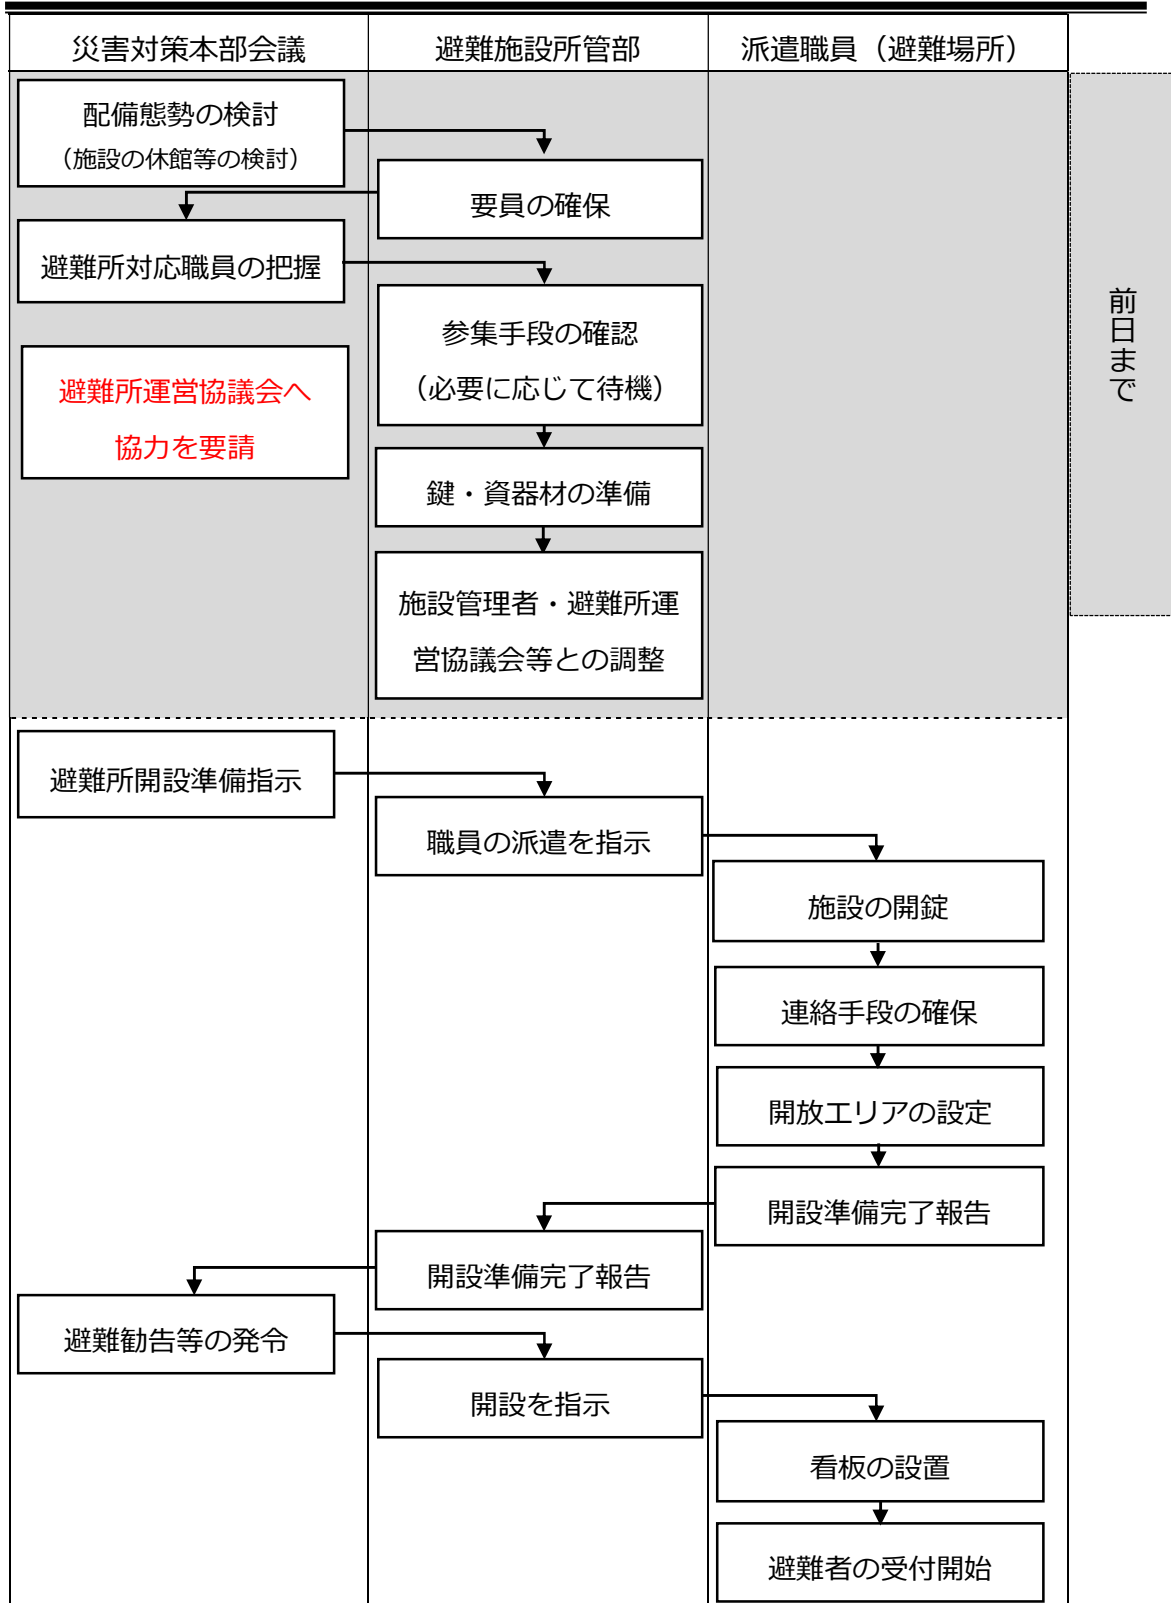 災害対策本部会議
避難施設所管部
派遣職員（避難場所）
配備態勢の検討
（施設の休館等の検討）
要員の確保
避難所対応職員の把握
参集手段の確認
（必要に応じて待機）
避難所運営協議会へ
協力を要請
鍵・資器材の準備
施設管理者・避難所運
営協議会等との調整
前日まで
避難所開設準備指示
職員の派遣を指示
施設の開錠
連絡手段の確保
開放エリアの設定
開設準備完了報告
開設準備完了報告
避難勧告等の発令
開設を指示
看板の設置
避難者の受付開始